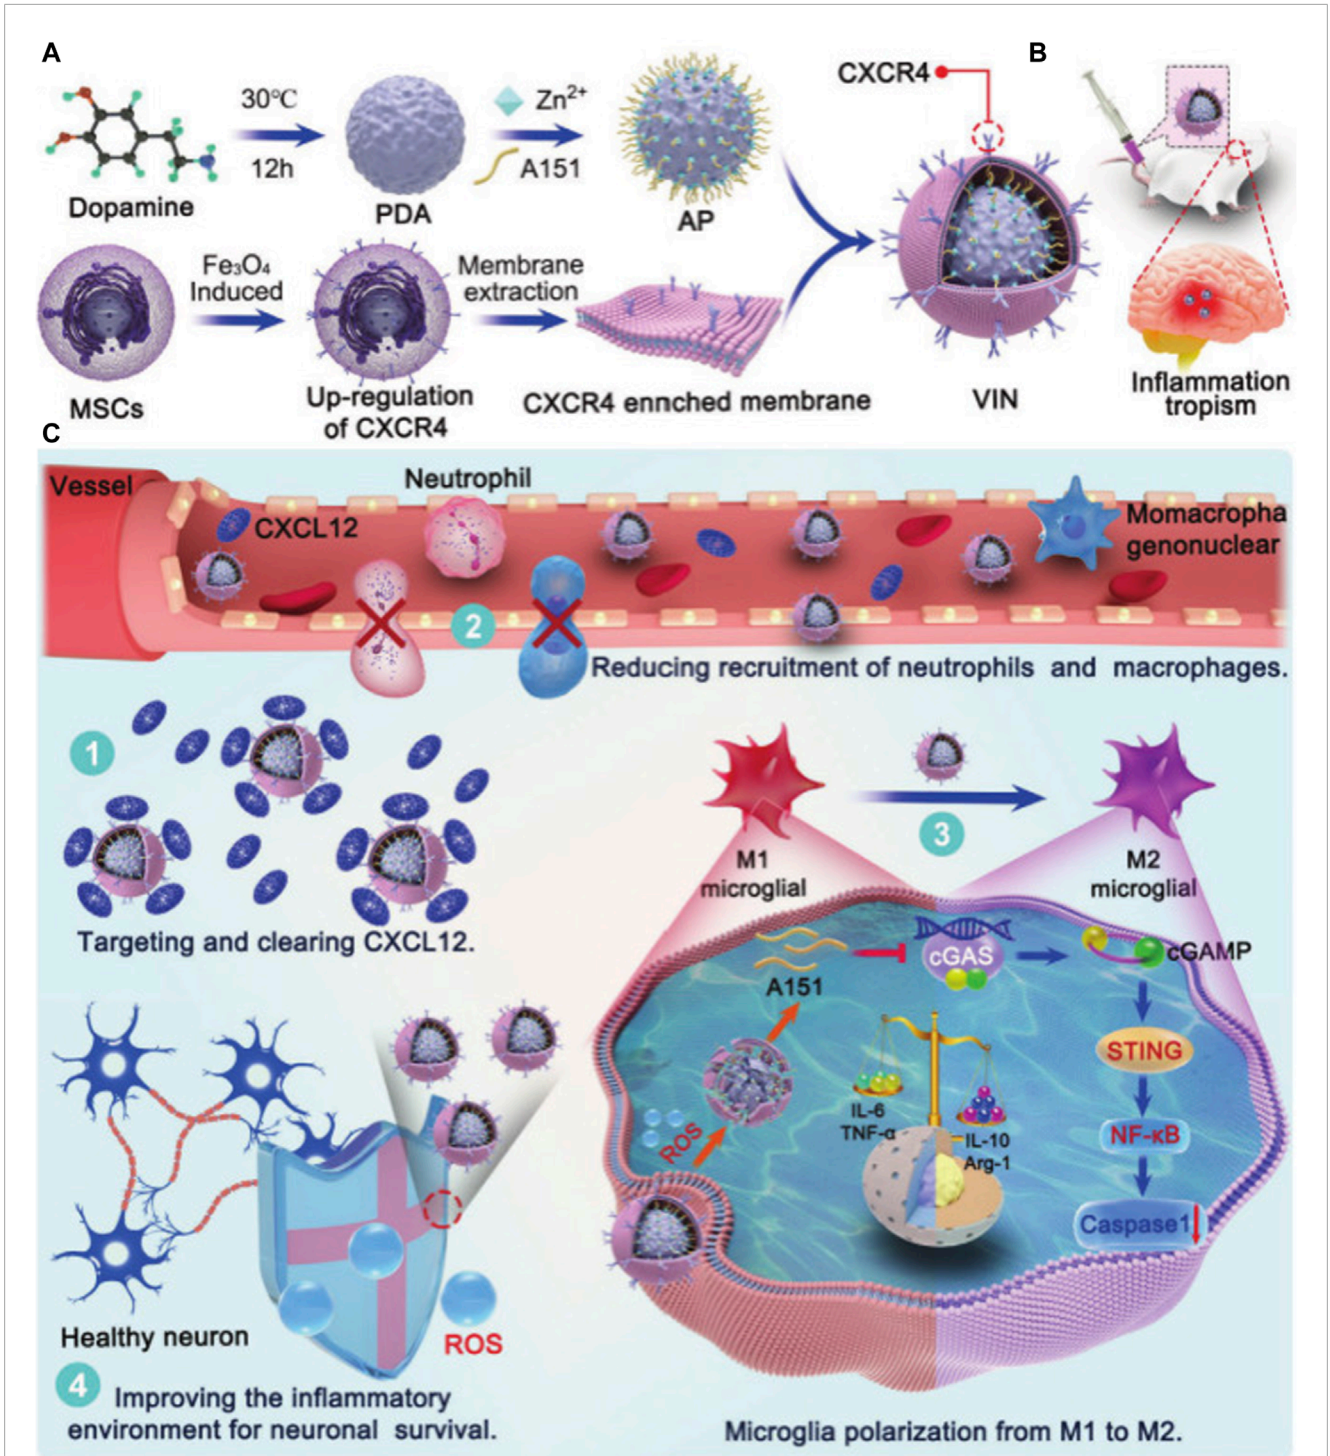 A
B
Dopamine
30℃
12h
PDA
Zn²⁺
A151
AP
CXCR4
MSCs
Fe₃O₄
Induced
Up-regulation
of CXCR4
Membrane
extraction
CXCR4 ennched membrane
VIN
Inflammation
tropism
C
Vessel
CXCL12
Neutrophil
Momacropha
genonuclear
2
Reducing recruitment of neutrophils and macrophages.
1
Targeting and clearing CXCL12.
3
M1
microglial
M2
microglial
A151
cGAS
cGAMP
STING
NF-κB
Caspase1
IL-6
TNF-α
IL-10
Arg-1
ROS
Microglia polarization from M1 to M2.
Healthy neuron
ROS
4
Improving the inflammatory
environment for neuronal survival.